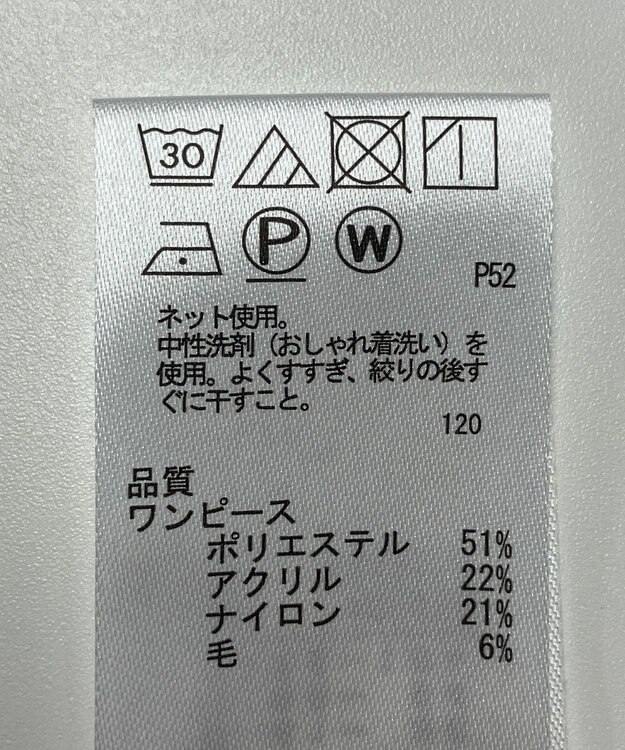 30
P W
P52
ネット使用。
中性洗剤（おしゃれ着洗い）を
使用。よくすすぎ、絞りの後す
ぐに干すこと。
120
品質
ワンピース
ポリエステル 51%
アクリル 22%
ナイロン 21%
毛 6%